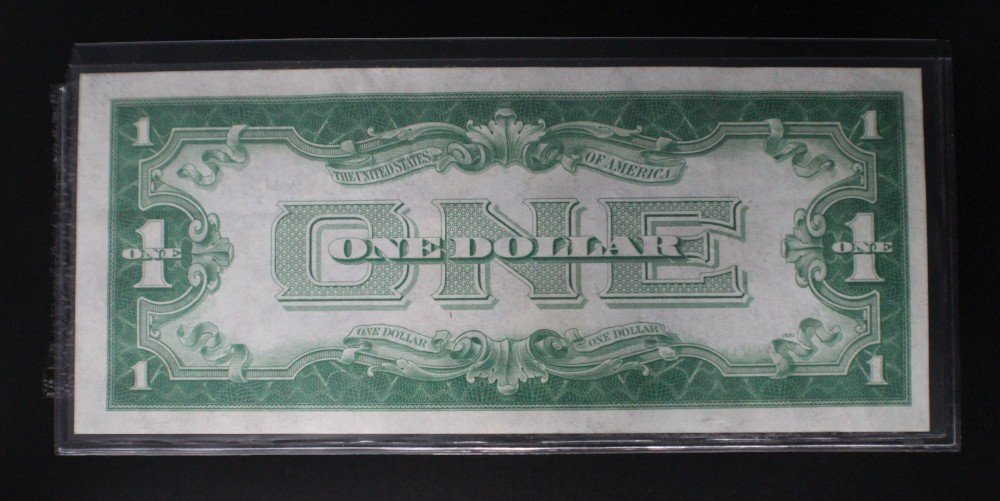 1 1
THE UNITED STATES OF AMERICA
ONE
ONE DOLLAR
1 ONE 1 ONE
ONE DOLLAR ONE DOLLAR
1 1